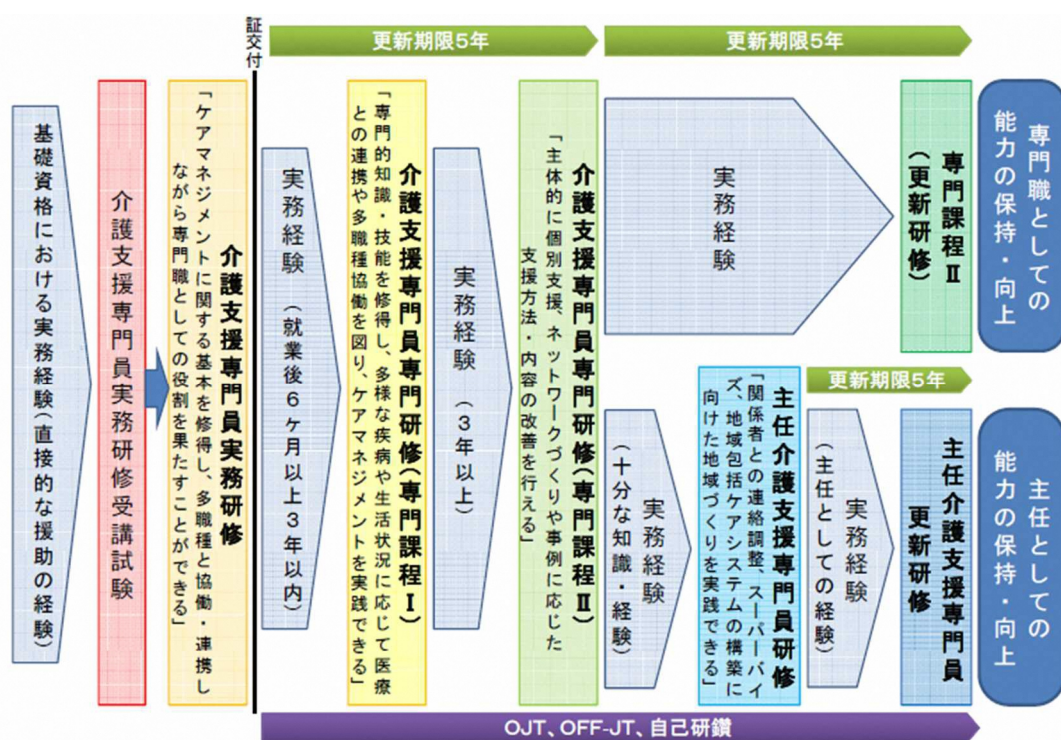 証交付
更新期限5年
更新期限5年
基礎資格における実務経験(直接的な援助の経験)
介護支援専門員実務研修受講試験
介護支援専門員実務研修
「ケアマネジメントに関する基本を修得し、多職種と協働・連携し
ながら専門職としての役割を果たすことができる」
実務経験 (就業後6ヶ月以上3年以内)
介護支援専門員専門研修(専門課程Ⅰ)
「専門的知識・技能を修得し、多様な疾病や生活状況に応じて医療
との連携や多職種協働を図り、ケアマネジメントを実践できる」
実務経験 (3年以上)
介護支援専門員専門研修(専門課程Ⅱ)
「主体的に個別支援、ネットワークづくりや事例に応じた
支援方法・内容の改善を行える」
実務経験
専門課程Ⅱ
(更新研修)
専門職としての
能力の保持・向上
実務経験
(十分な知識・経験)
主任介護支援専門員研修
「関係者との連絡調整、スーパーバイ
ズ、地域包括ケアシステムの構築に
向けた地域づくりを実践できる」
更新期限5年
実務経験
(主任としての経験)
主任介護支援専門員
更新研修
主任としての
能力の保持・向上
OJT、OFF-JT、自己研鑽